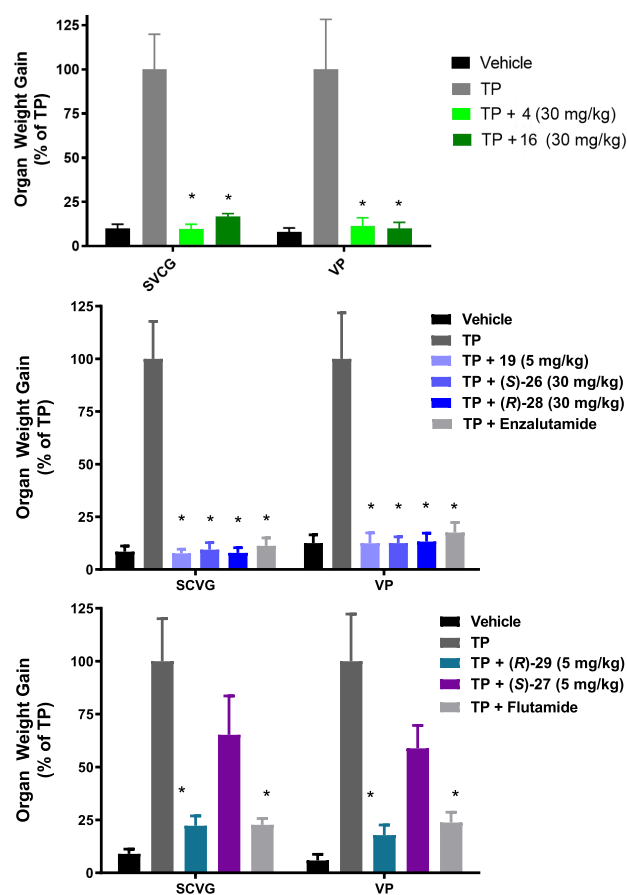 Organ Weight Gain
(% of TP)
125
100
75
50
25
0
* * * *
SVCG VP
Vehicle
TP
TP + 4 (30 mg/kg)
TP + 16 (30 mg/kg)
Organ Weight Gain
(% of TP)
125
100
75
50
25
0
* * * * * * * *
SCVG VP
Vehicle
TP
TP + 19 (5 mg/kg)
TP + (S)-26 (30 mg/kg)
TP + (R)-28 (30 mg/kg)
TP + Enzalutamide
Organ Weight Gain
(% of TP)
125
100
75
50
25
0
* * * *
SCVG VP
Vehicle
TP
TP + (R)-29 (5 mg/kg)
TP + (S)-27 (5 mg/kg)
TP + Flutamide